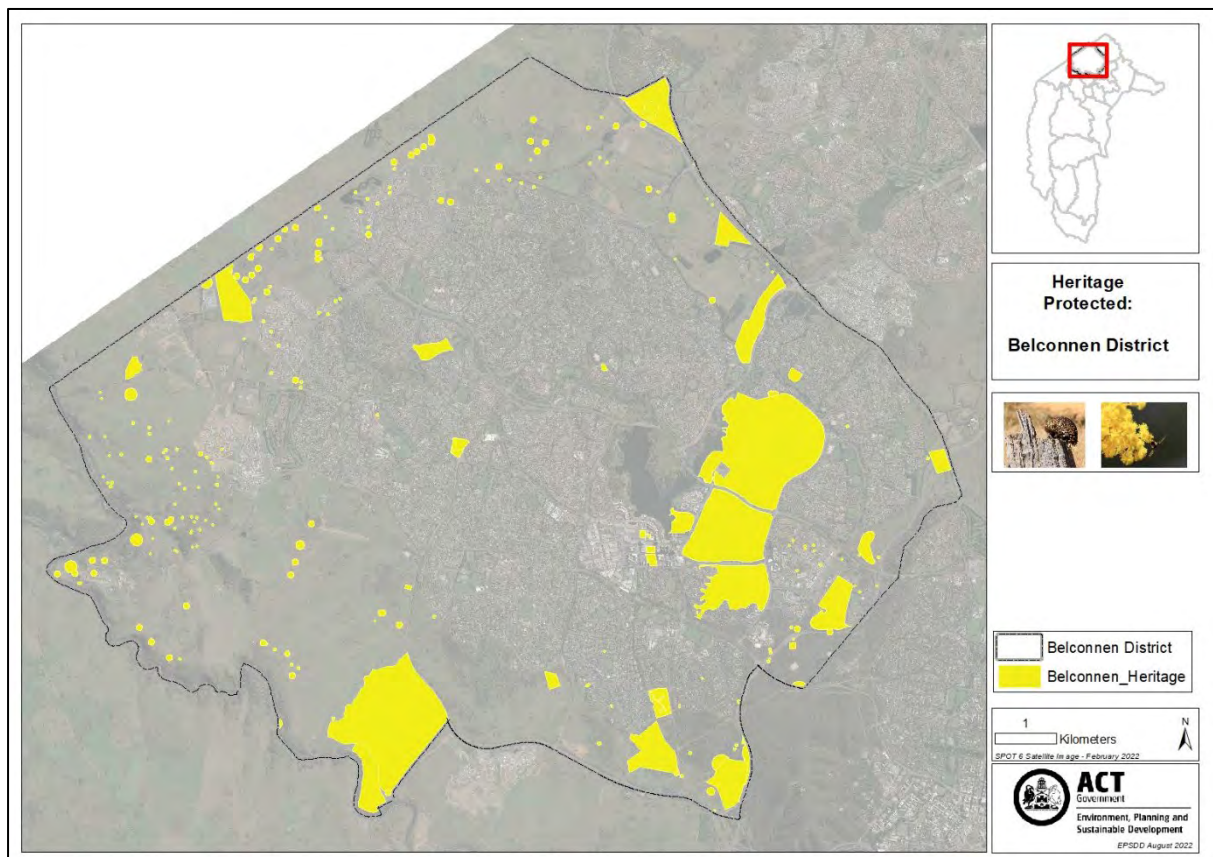 Heritage
Protected:
Belconnen District
Belconnen District
Belconnen_Heritage
1
Kilometers
N
SPOT 6 Satellite Image - February 2022
ACT
Government
Environment, Planning and
Sustainable Development
EPSDD August 2022